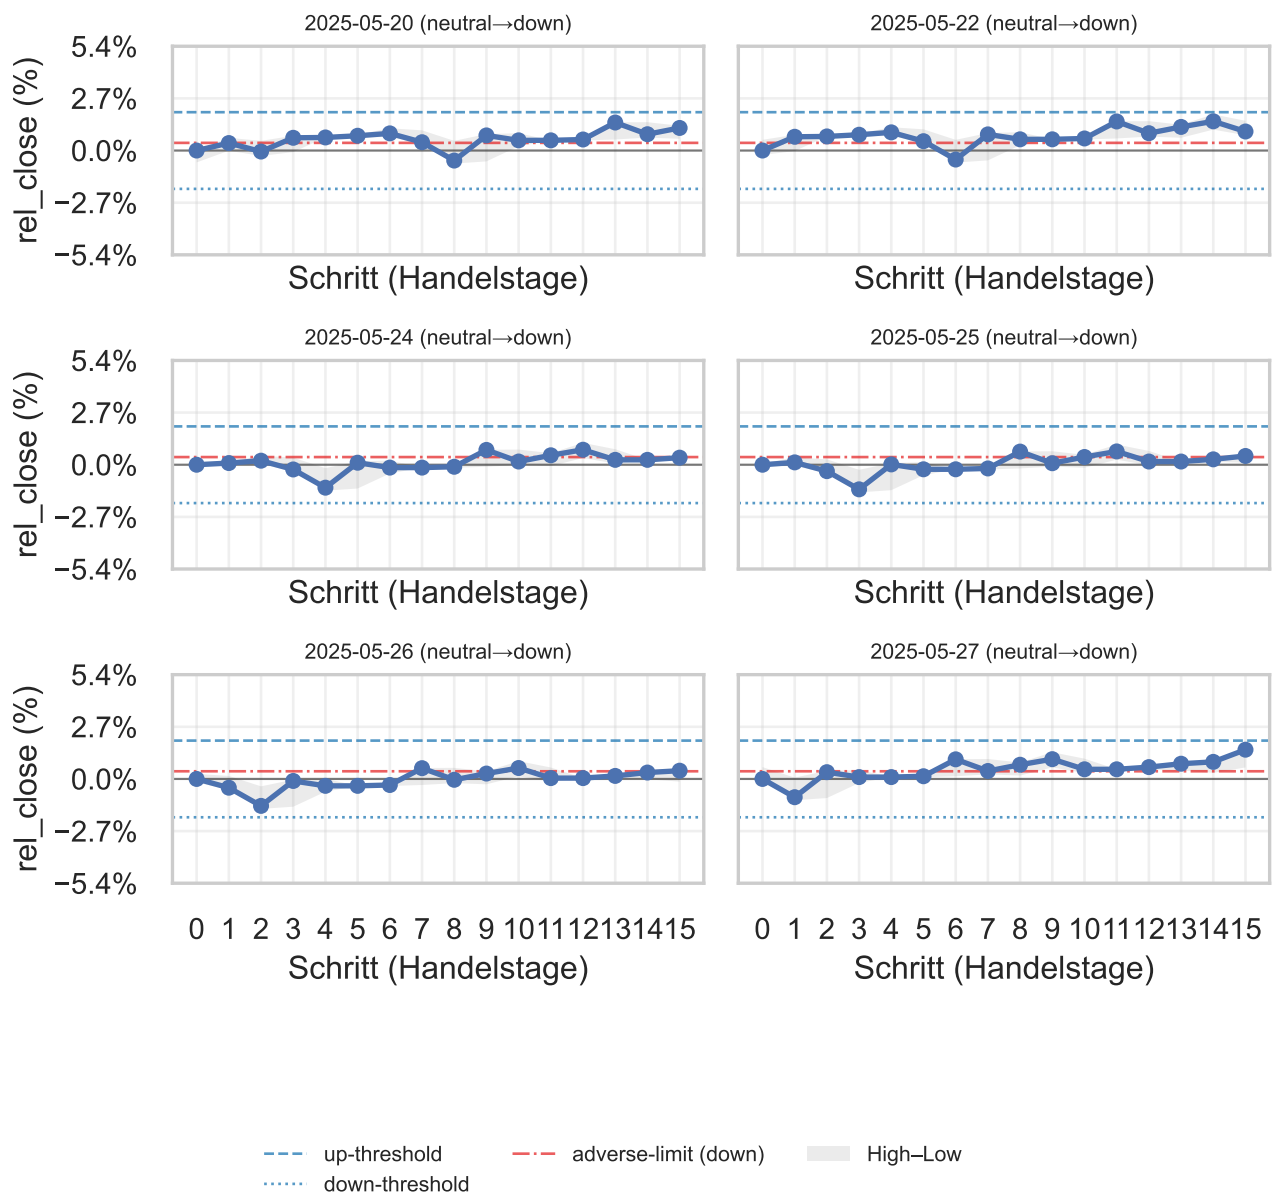 2025-05-20 (neutral→down)
2025-05-22 (neutral→down)
5.4%
2.7%
0.0%
−2.7%
−5.4%
rel_close (%)
Schritt (Handelstage)
Schritt (Handelstage)
2025-05-24 (neutral→down)
2025-05-25 (neutral→down)
5.4%
2.7%
0.0%
−2.7%
−5.4%
rel_close (%)
Schritt (Handelstage)
Schritt (Handelstage)
2025-05-26 (neutral→down)
2025-05-27 (neutral→down)
5.4%
2.7%
0.0%
−2.7%
−5.4%
rel_close (%)
0 1 2 3 4 5 6 7 8 9 10 11 12 13 14 15
0 1 2 3 4 5 6 7 8 9 10 11 12 13 14 15
Schritt (Handelstage)
Schritt (Handelstage)
up-threshold
down-threshold
adverse-limit (down)
High–Low